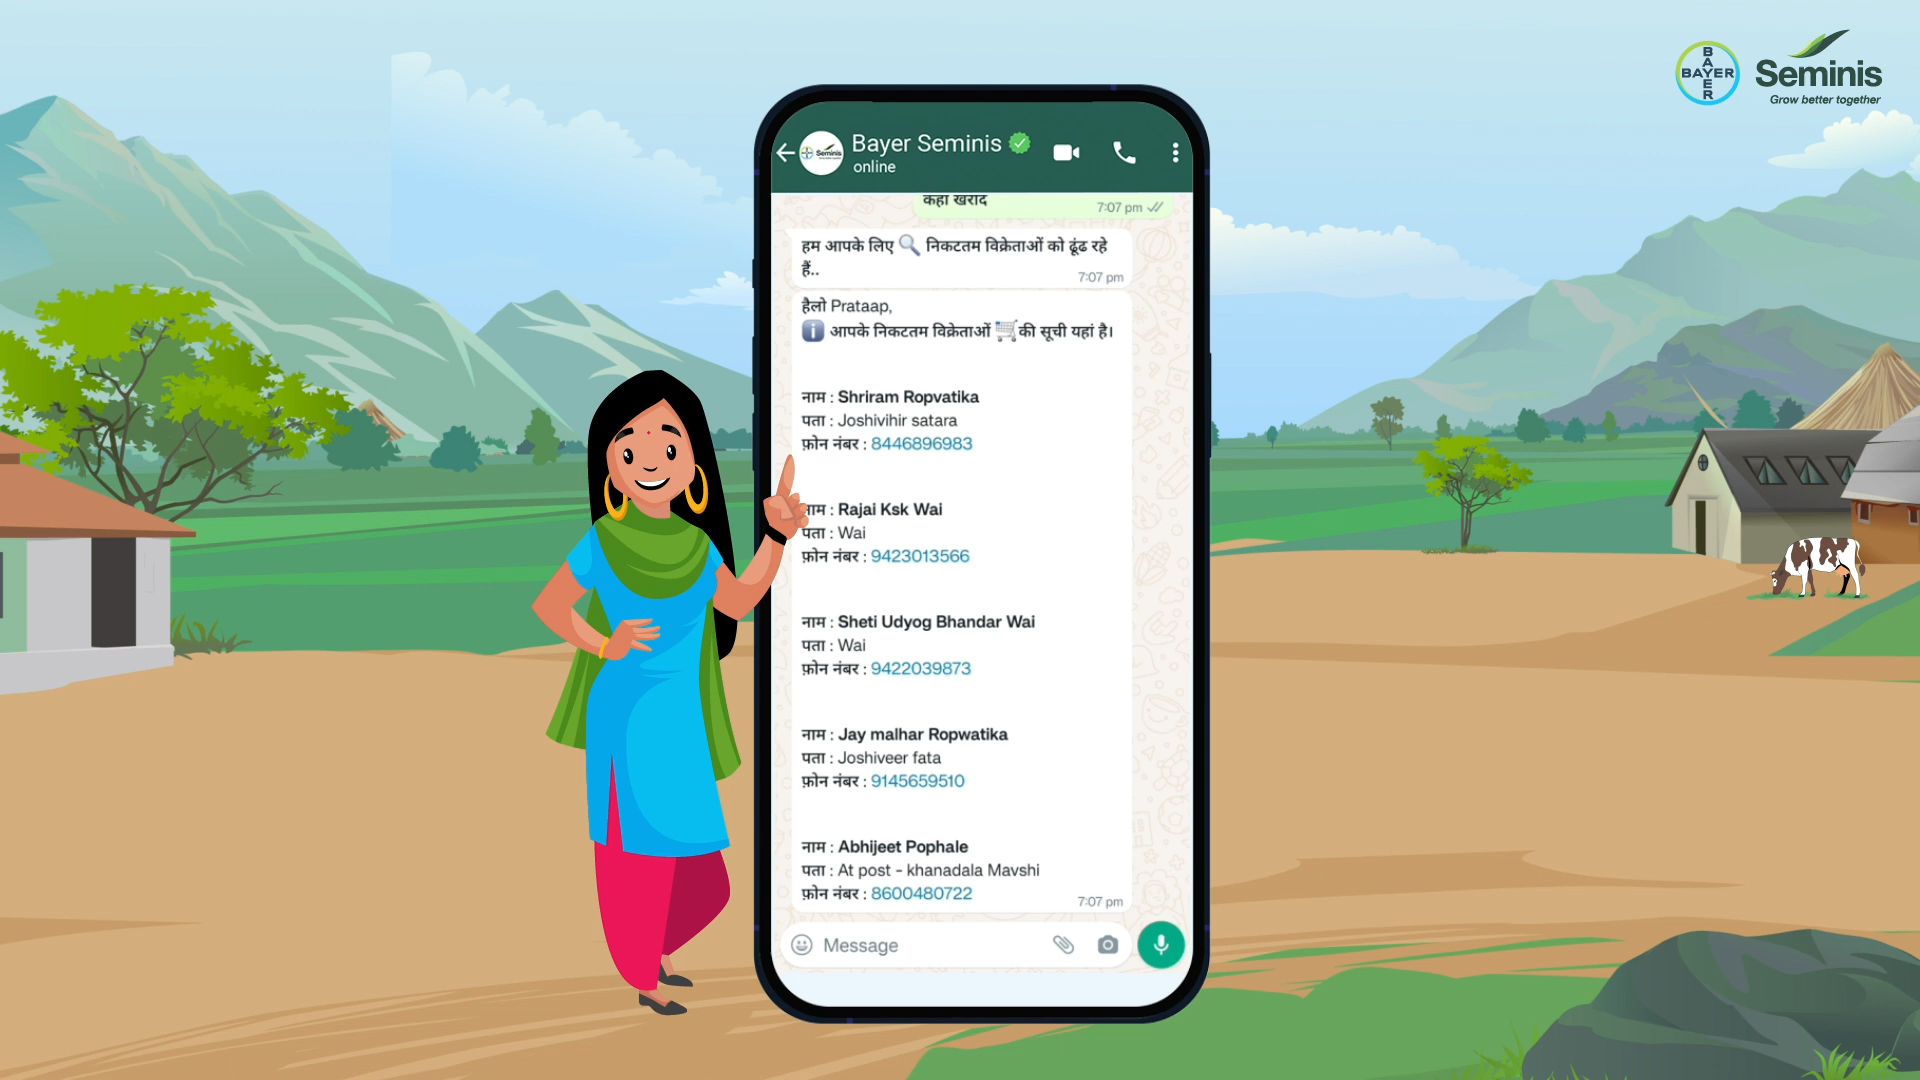 BAYER
BAYER
Seminis
Grow better together
Bayer Seminis
online
7:07 pm
हम आपके लिए निकटतम विक्रेताओं को ढूंढ रहे
हैं..
7:07 pm
हैलो Prataap,
आपके निकटतम विक्रेताओं की सूची यहां है।
नाम : Shriram Ropvatika
पता : Joshivihir satara
फ़ोन नंबर : 8446896983
नाम : Rajai Ksk Wai
पता : Wai
फ़ोन नंबर : 9423013566
नाम : Sheti Udyog Bhandar Wai
पता : Wai
फ़ोन नंबर : 9422039873
नाम : Jay malhar Ropwatika
पता : Joshiveer fata
फ़ोन नंबर : 9145659510
नाम : Abhijeet Pophale
पता : At post - khanadala Mavshi
फ़ोन नंबर : 8600480722
7:07 pm
Message